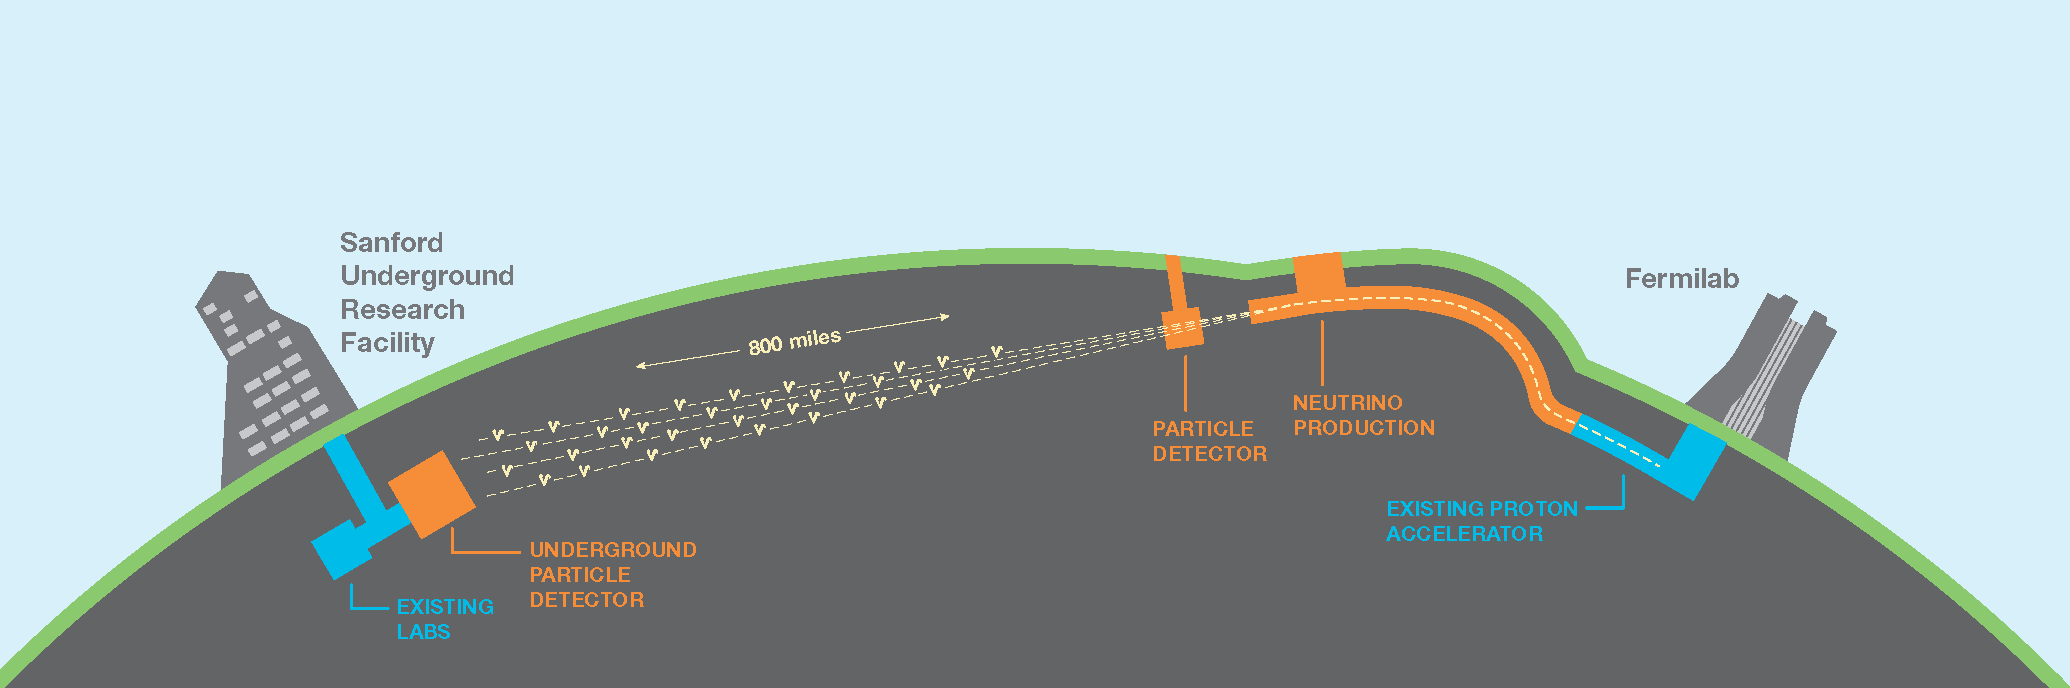 Sanford
Underground
Research
Facility
Fermilab
800 miles
PARTICLE
DETECTOR
NEUTRINO
PRODUCTION
EXISTING PROTON
ACCELERATOR
UNDERGROUND
PARTICLE
DETECTOR
EXISTING
LABS